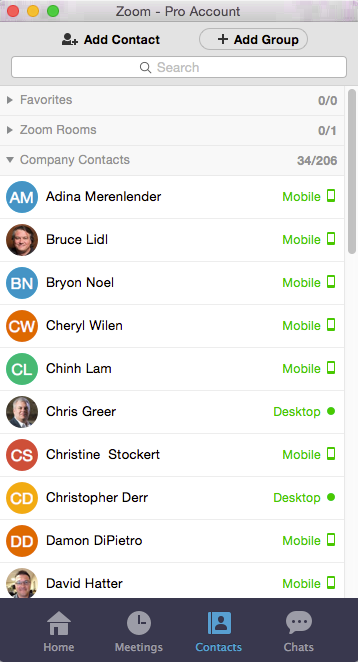 Zoom - Pro Account
Add Contact + Add Group
Search
Favorites 0/0
Zoom Rooms 0/1
Company Contacts 34/206
AM Adina Merenlender Mobile
Bruce Lidl Mobile
BN Bryon Noel Mobile
CW Cheryl Wilen Mobile
CL Chinh Lam Mobile
Chris Greer Desktop
CS Christine  Stockert Mobile
CD Christopher Derr Desktop
DD Damon DiPietro Mobile
David Hatter Mobile
Home Meetings Contacts Chats